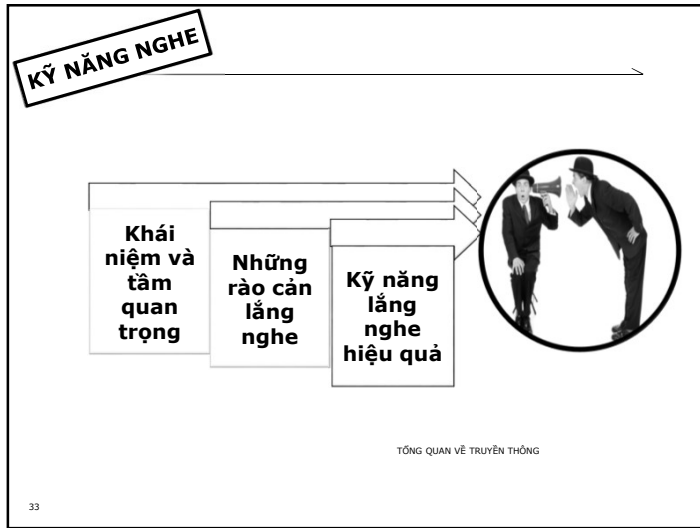 KỸ NĂNG NGHE
Khái
niệm và
tầm
quan
trọng
Những
rào cản
lắng
nghe
Kỹ năng
lắng
nghe
hiệu quả
TỔNG QUAN VỀ TRUYỀN THÔNG
33